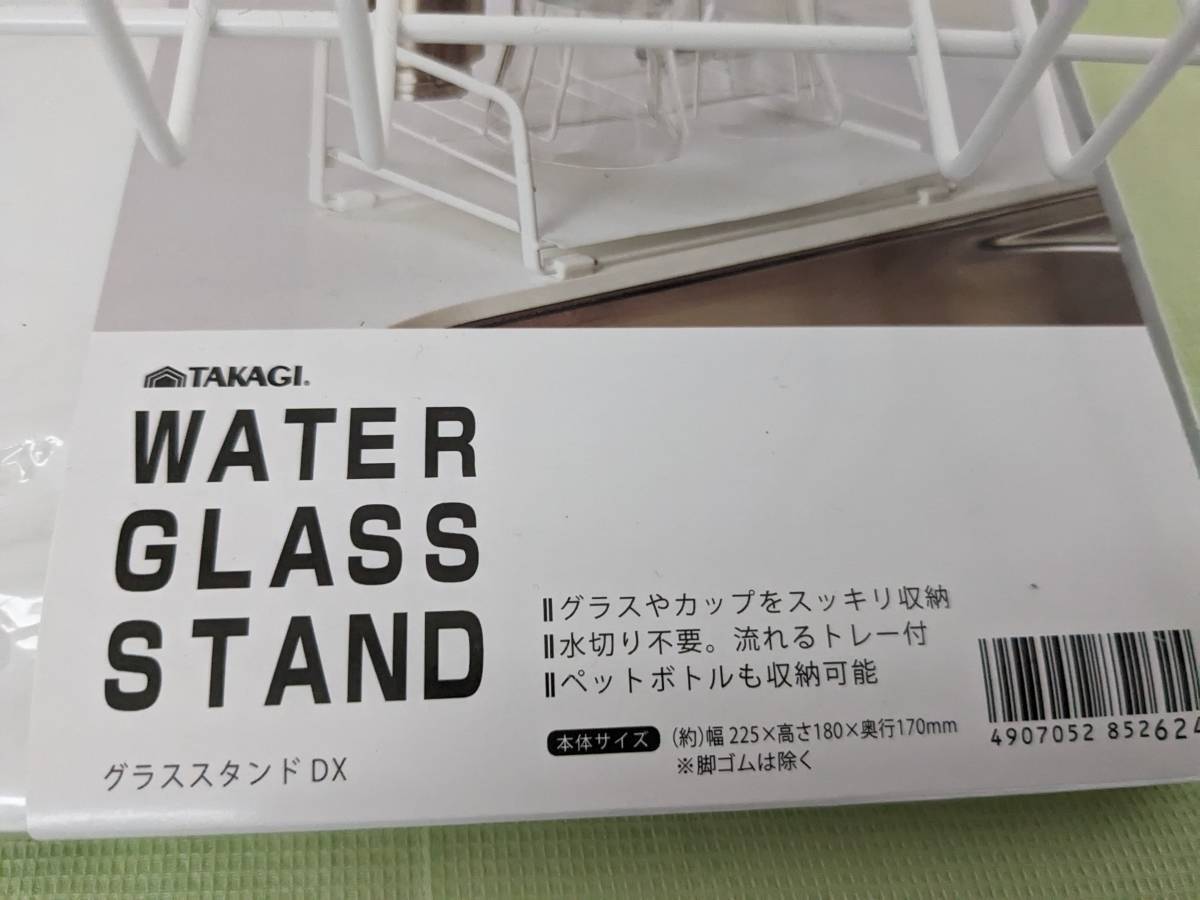 TAKAGI.
WATER
GLASS
STAND
グラススタンド DX
グラスやカップをスッキリ収納
水切り不要。流れるトレー付
ペットボトルも収納可能
本体サイズ (約)幅 225×高さ180×奥行170mm
※脚ゴムは除く
4907052 852624